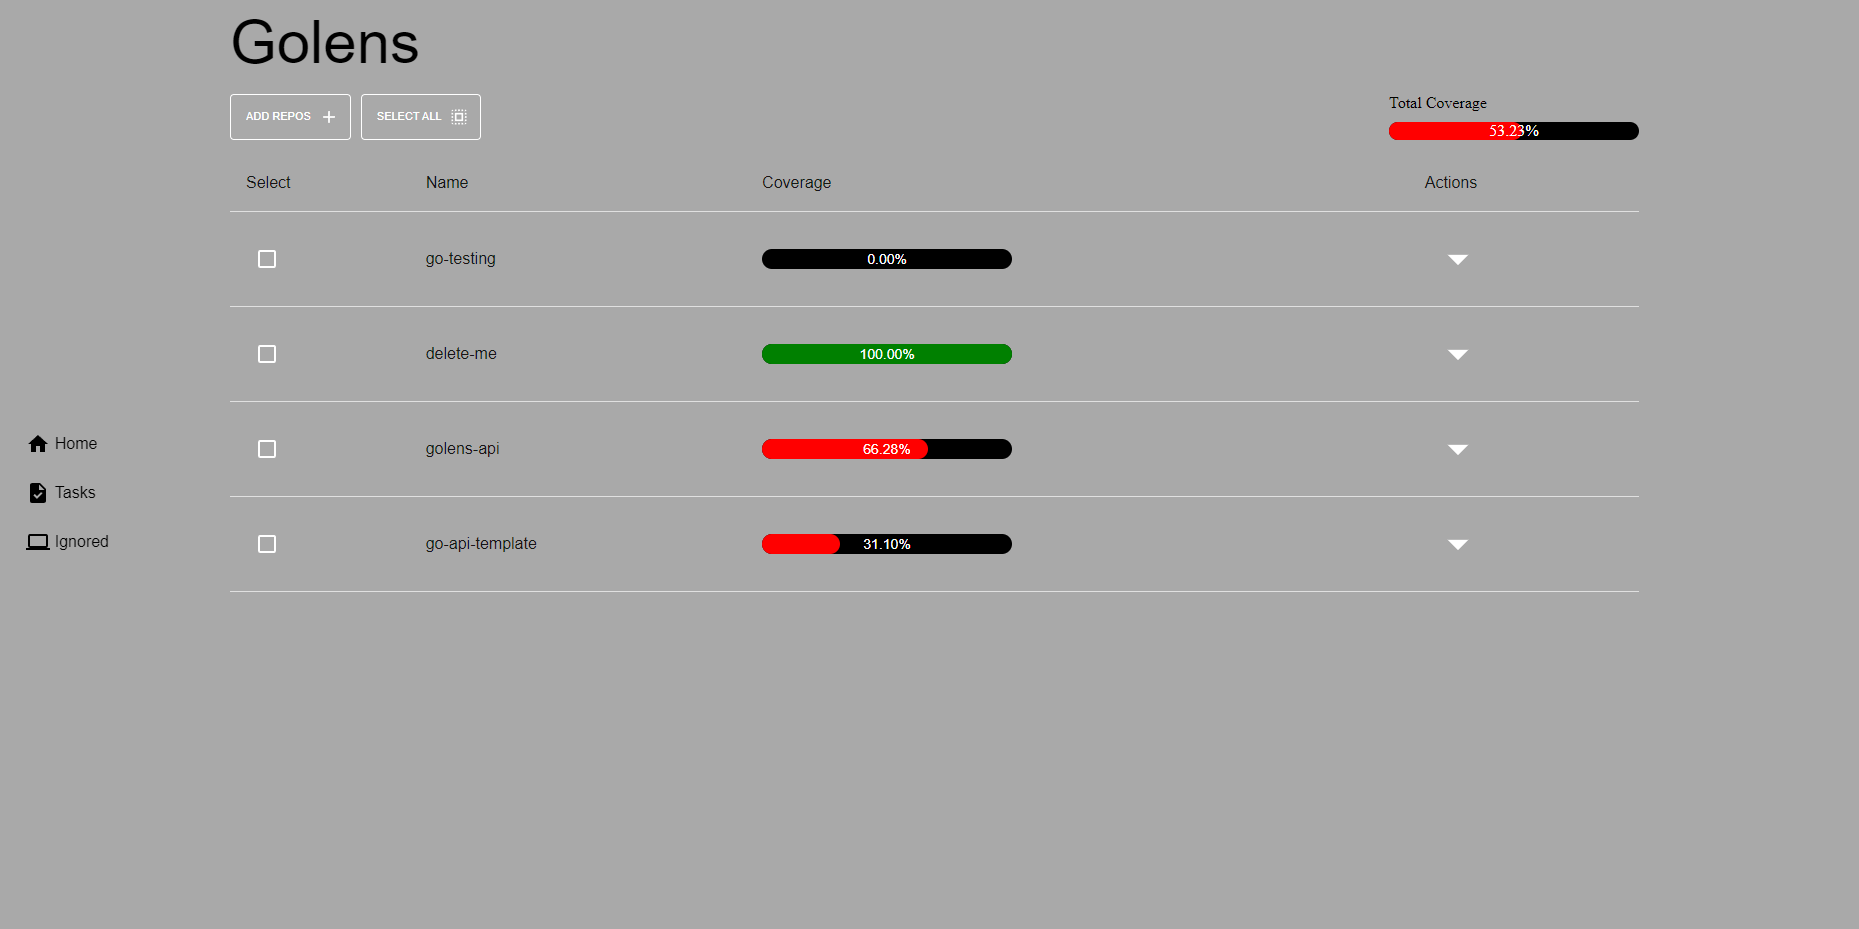 Golens
ADD REPOS
SELECT ALL
Total Coverage
53.23%
Select
Name
Coverage
Actions
go-testing
0.00%
delete-me
100.00%
golens-api
66.28%
go-api-template
31.10%
Home
Tasks
Ignored